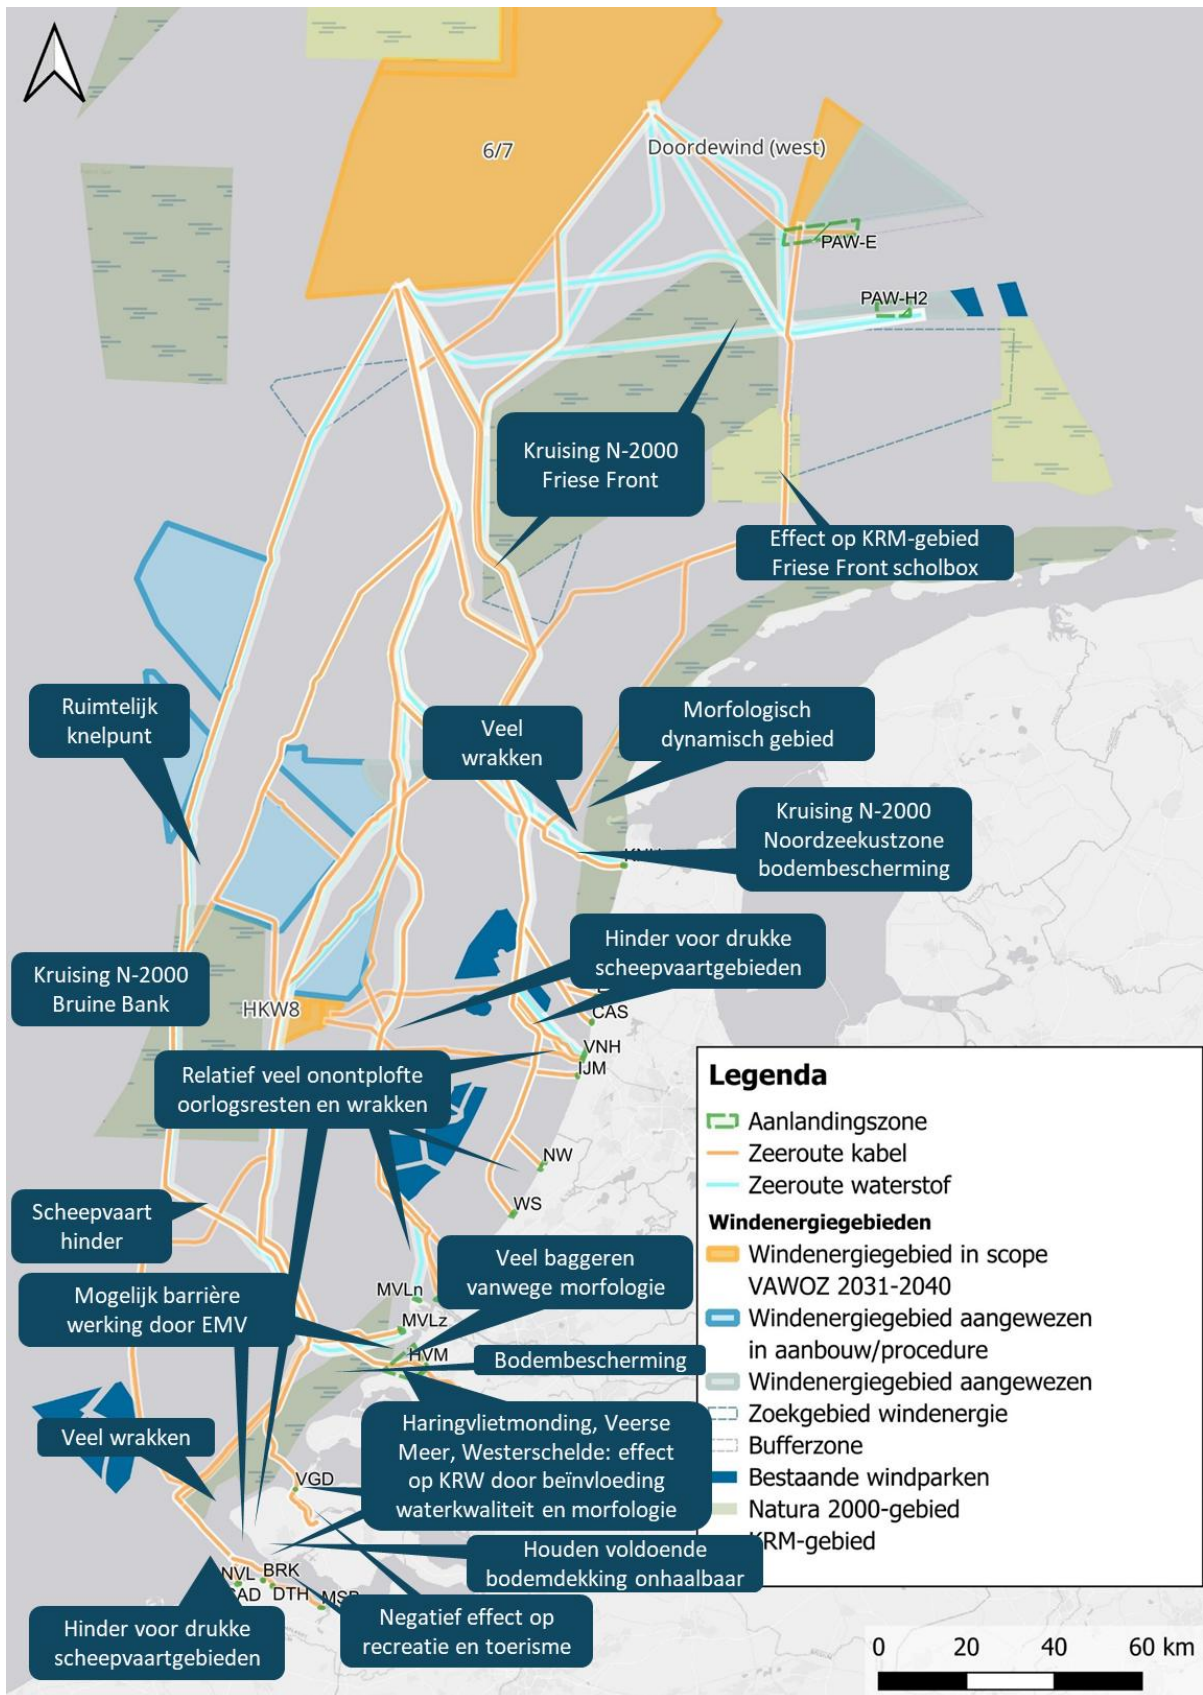 6/7
Doordewind (west)
PAW-E
PAW-H2
Kruising N-2000
Friese Front
Effect op KRM-gebied
Friese Front scholbox
Ruimtelijk
knelpunt
Veel
wrakken
Morfologisch
dynamisch gebied
Kruising N-2000
Noordzeekustzone
bodembescherming
Hinder voor drukke
scheepvaartgebieden
Kruising N-2000
Bruine Bank
HKW8
CAS
VNH
IJM
Relatief veel onontplofte
oorlogsresten en wrakken
NW
WS
Scheepvaart
hinder
Veel baggeren
vanwege morfologie
Mogelijk barrière
werking door EMV
MVLn
MVLz
HVM
Bodembescherming
Veel wrakken
Haringvlietmonding, Veerse
Meer, Westerschelde: effect
op KRW door beïnvloeding
waterkwaliteit en morfologie
VGD
Houden voldoende
bodemdekking onhaalbaar
NVL
BRK
DTH
Negatief effect op
recreatie en toerisme
Hinder voor drukke
scheepvaartgebieden
Legenda
Aanlandingszone
Zeeroute kabel
Zeeroute waterstof
Windenergiegebieden
Windenergiegebied in scope
VAWOZ 2031-2040
Windenergiegebied aangewezen
in aanbouw/procedure
Windenergiegebied aangewezen
Zoekgebied windenergie
Bufferzone
Bestaande windparken
Natura 2000-gebied
KRM-gebied
0 20 40 60 km